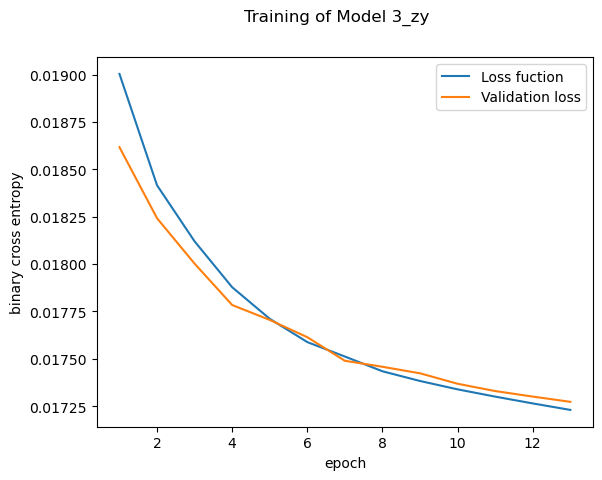 Training of Model 3_zy
Loss fuction
Validation loss
0.01900
0.01875
0.01850
0.01825
0.01800
0.01775
0.01750
0.01725
binary cross entropy
2 4 6 8 10 12
epoch